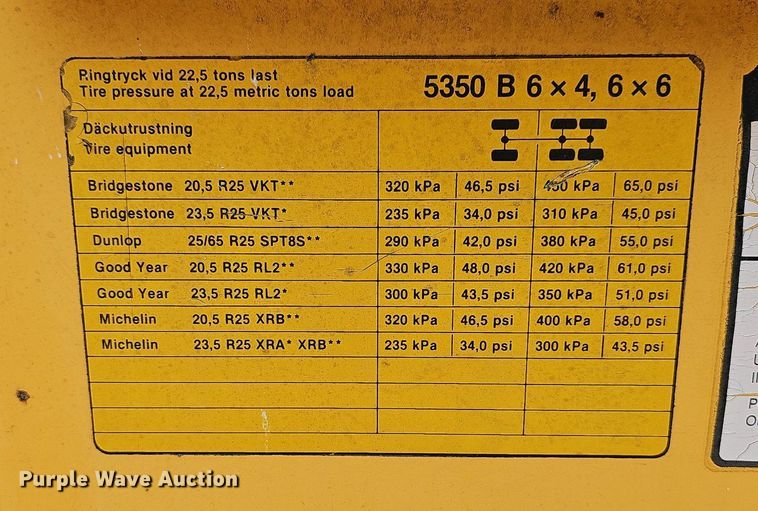 Ringtryck vid 22,5 tons last
Tire pressure at 22,5 metric tons load
5350 B 6 × 4, 6 × 6
Däckutrustning
Tire equipment
Bridgestone 20,5 R25 VKT** 320 kPa 46,5 psi 450 kPa 65,0 psi
Bridgestone 23,5 R25 VKT* 235 kPa 34,0 psi 310 kPa 45,0 psi
Dunlop 25/65 R25 SPT8S** 290 kPa 42,0 psi 380 kPa 55,0 psi
Good Year 20,5 R25 RL2** 330 kPa 48,0 psi 420 kPa 61,0 psi
Good Year 23,5 R25 RL2* 300 kPa 43,5 psi 350 kPa 51,0 psi
Michelin 20,5 R25 XRB** 320 kPa 46,5 psi 400 kPa 58,0 psi
Michelin 23,5 R25 XRA* XRB** 235 kPa 34,0 psi 300 kPa 43,5 psi
Purple Wave Auction